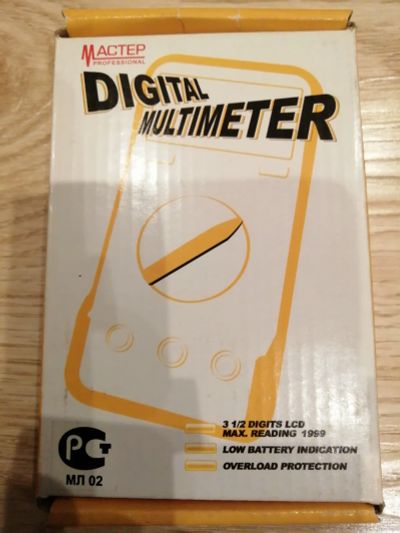 МАСТЕР
PROFESSIONAL
DIGITAL
MULTIMETER
3 1/2 DIGITS LCD
MAX. READING 1999
LOW BATTERY INDICATION
OVERLOAD PROTECTION
РСТ
МЛ 02